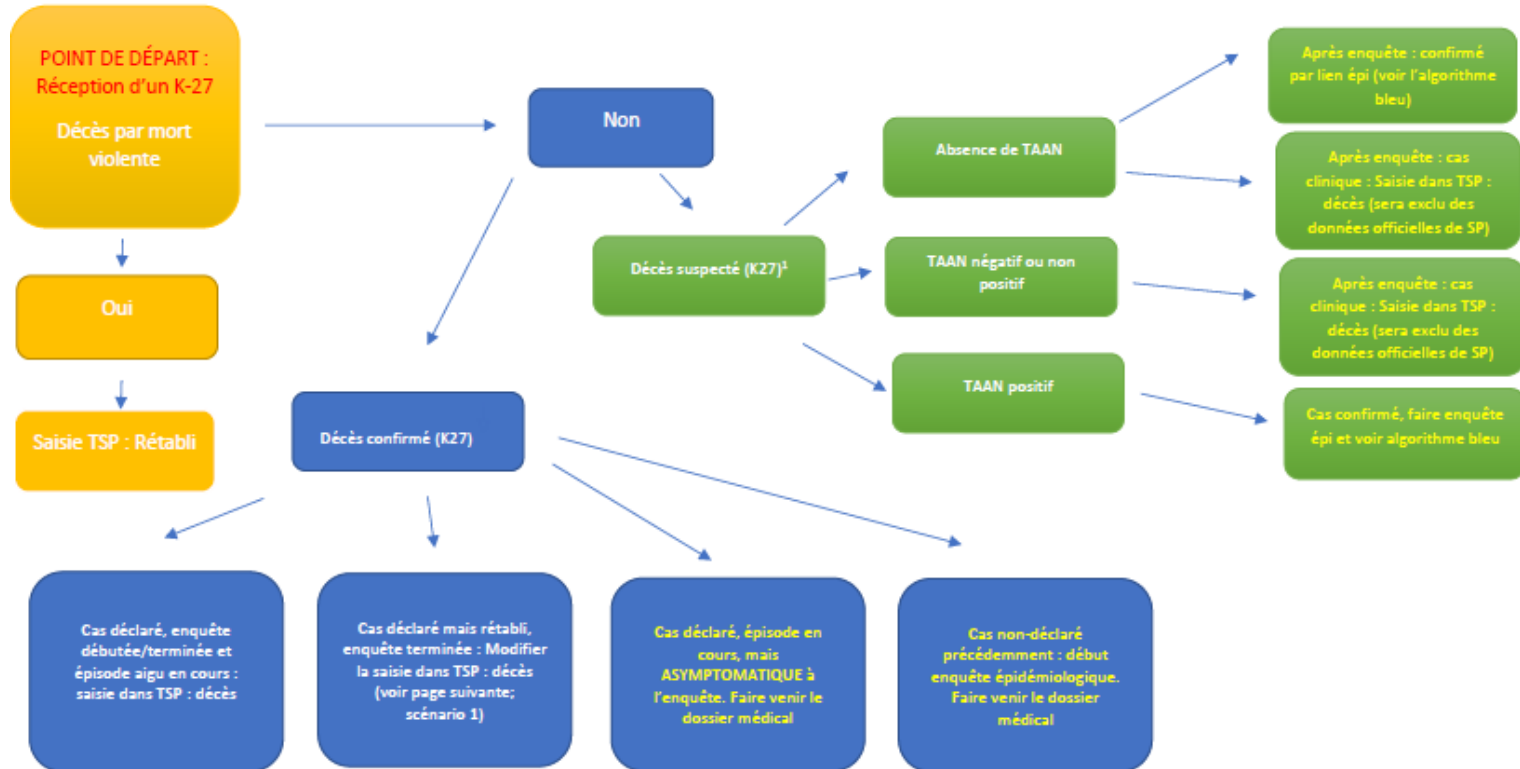 POINT DE DÉPART :
Réception d'un K-27
Décès par mort
violente
Oui
Saisie TSP : Rétabli
Non
Décès suspecté (K27)¹
Absence de TAAN
TAAN négatif ou non
positif
TAAN positif
Après enquête : confirmé
par lien épi (voir l'algorithme
bleu)
Après enquête : cas
clinique : Saisie dans TSP :
décès (sera exclu des
données officielles de SP)
Après enquête : cas
clinique : Saisie dans TSP :
décès (sera exclu des
données officielles de SP)
Cas confirmé, faire enquête
épi et voir algorithme bleu
Décès confirmé (K27)
Cas déclaré, enquête
débutée/terminée et
épisode aigu en cours :
saisie dans TSP : décès
Cas déclaré mais rétabli,
enquête terminée : Modifier
la saisie dans TSP : décès
(voir page suivante;
scénario 1)
Cas déclaré, épisode en
cours, mais
ASYMPTOMATIQUE à
l'enquête. Faire venir le
dossier médical
Cas non-déclaré
précédemment : début
enquête épidémiologique.
Faire venir le dossier
médical